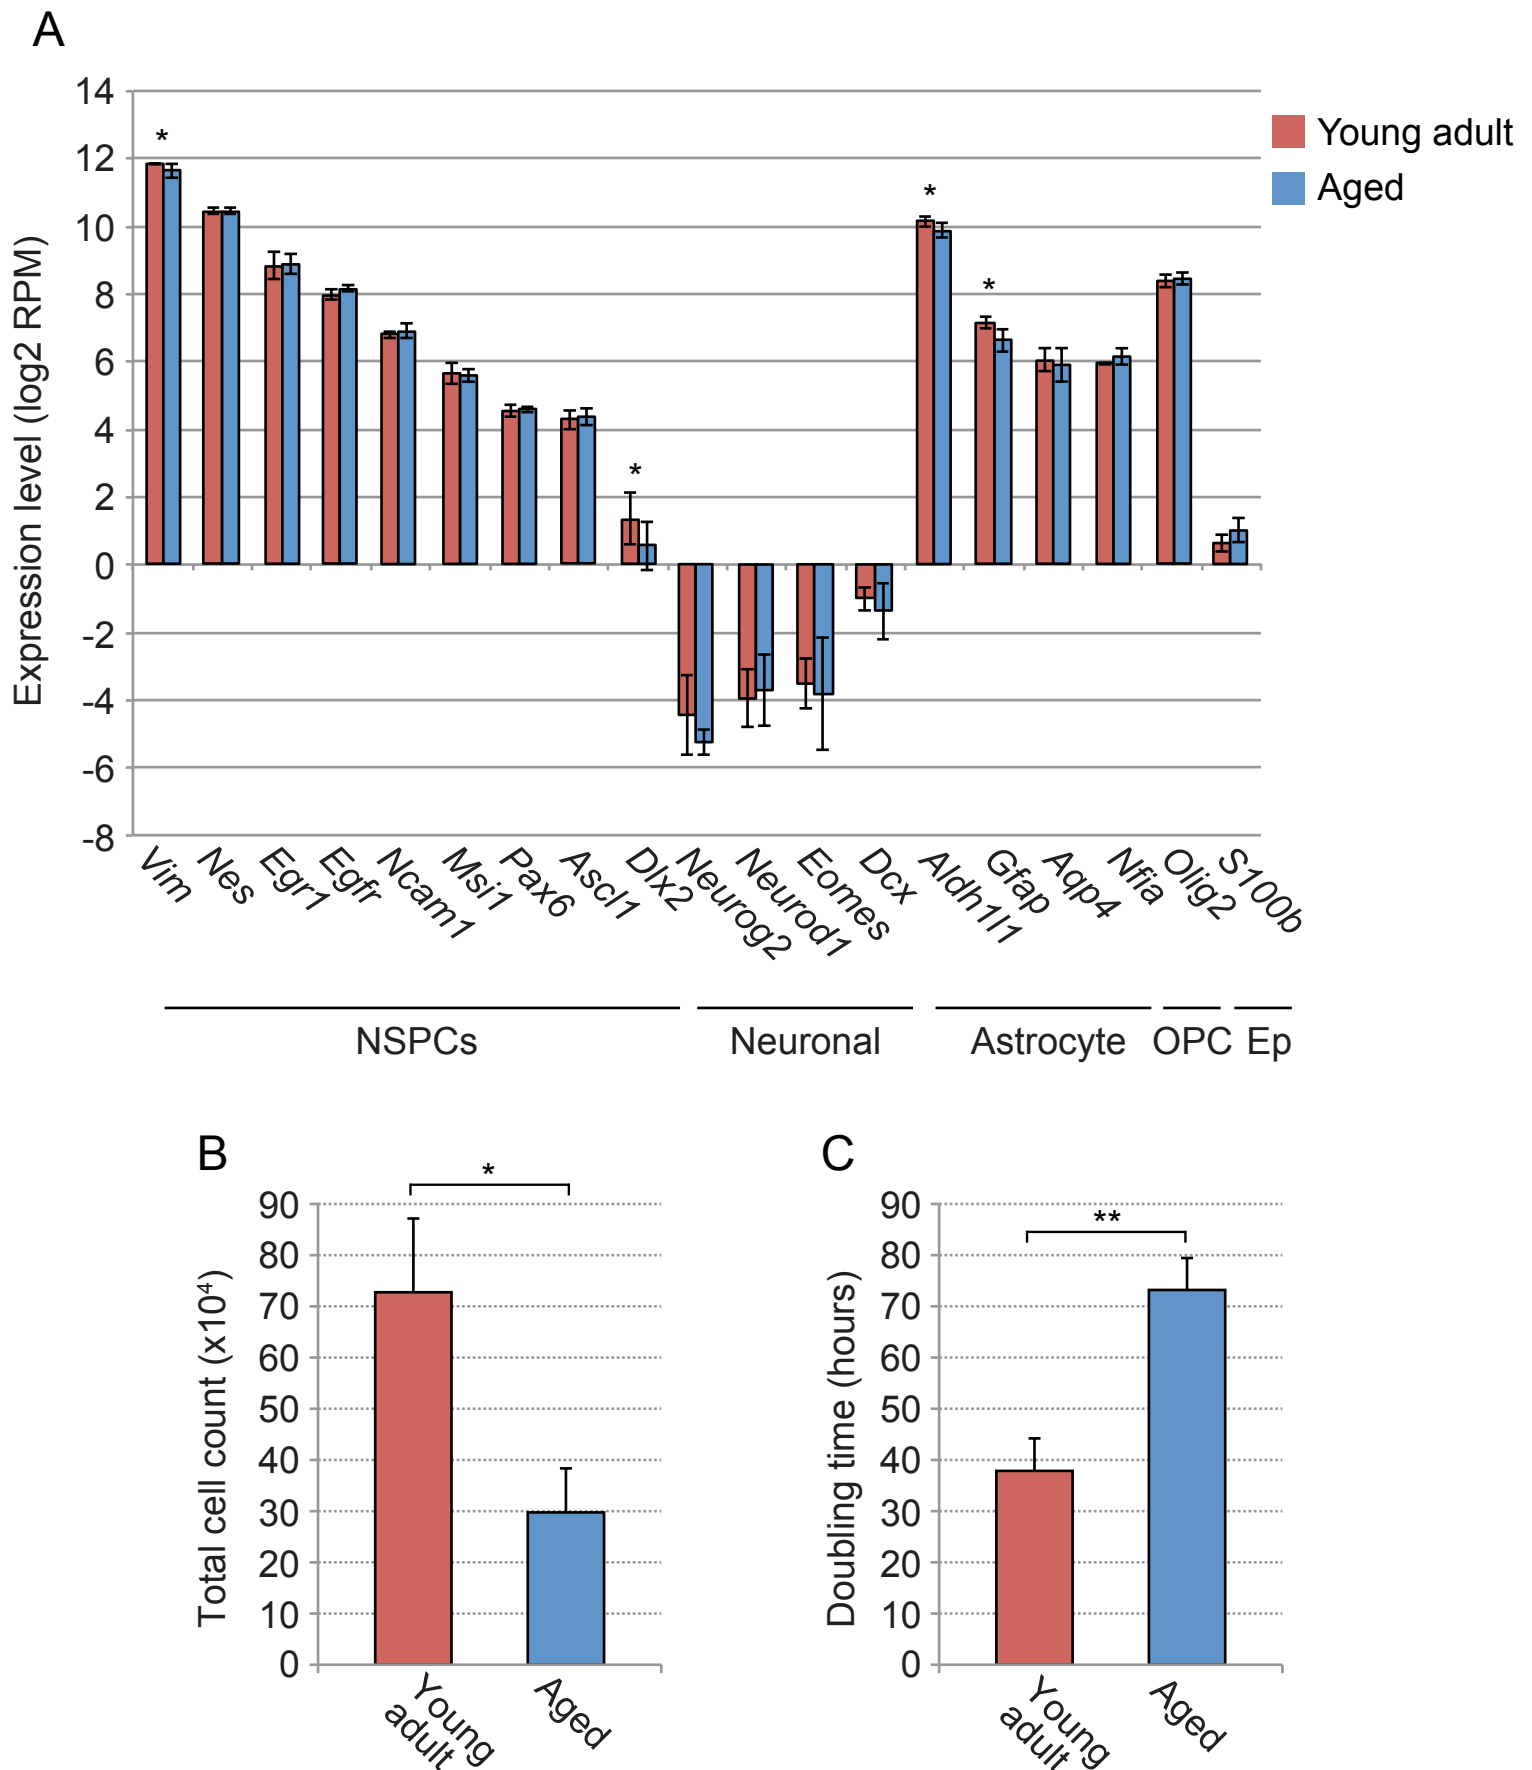 A
14
12
10
8
6
4
2
0
-2
-4
-6
-8
Expression level (log2 RPM)
* * * *
Young adult
Aged
Vim Nes Egr1 Egfr Ncam1 Msi1 Pax6 Ascl1 Dlx2 Neurog2 Neurod1 Eomes Dcx Aldh1l1 Gfap Aqp4 Nfia Olig2 S100b
NSPCs Neuronal Astrocyte OPC Ep
B
*
90
80
70
60
50
40
30
20
10
0
Total cell count (x10⁴)
Young
adult
Aged
C
**
90
80
70
60
50
40
30
20
10
0
Doubling time (hours)
Young
adult
Aged